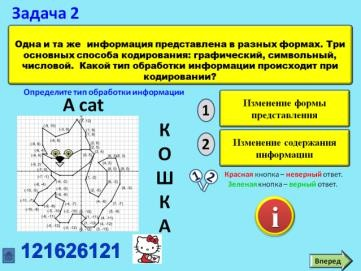 Задача 2
Одна и та же информация представлена в разных формах. Три
основных способа кодирования: графический, символьный,
числовой. Какой тип обработки информации происходит при
кодировании?
Определите тип обработки информации
A cat
К
О
Ш
К
А
121626121
1
Изменение формы
представления
2
Изменение содержания
информации
1 2
Красная кнопка – неверный ответ.
Зеленая кнопка – верный ответ.
i
Вперед